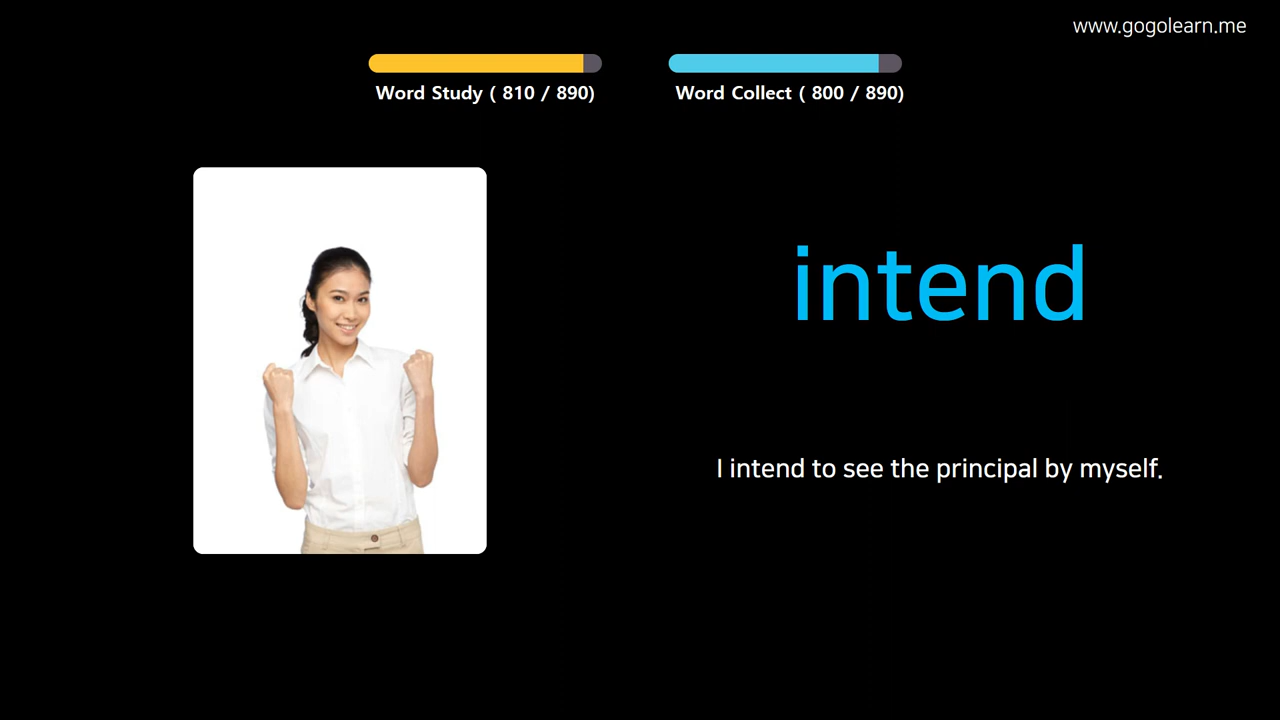 www.gogolearn.me
Word Study ( 810 / 890)
Word Collect ( 800 / 890)
intend
I intend to see the principal by myself.